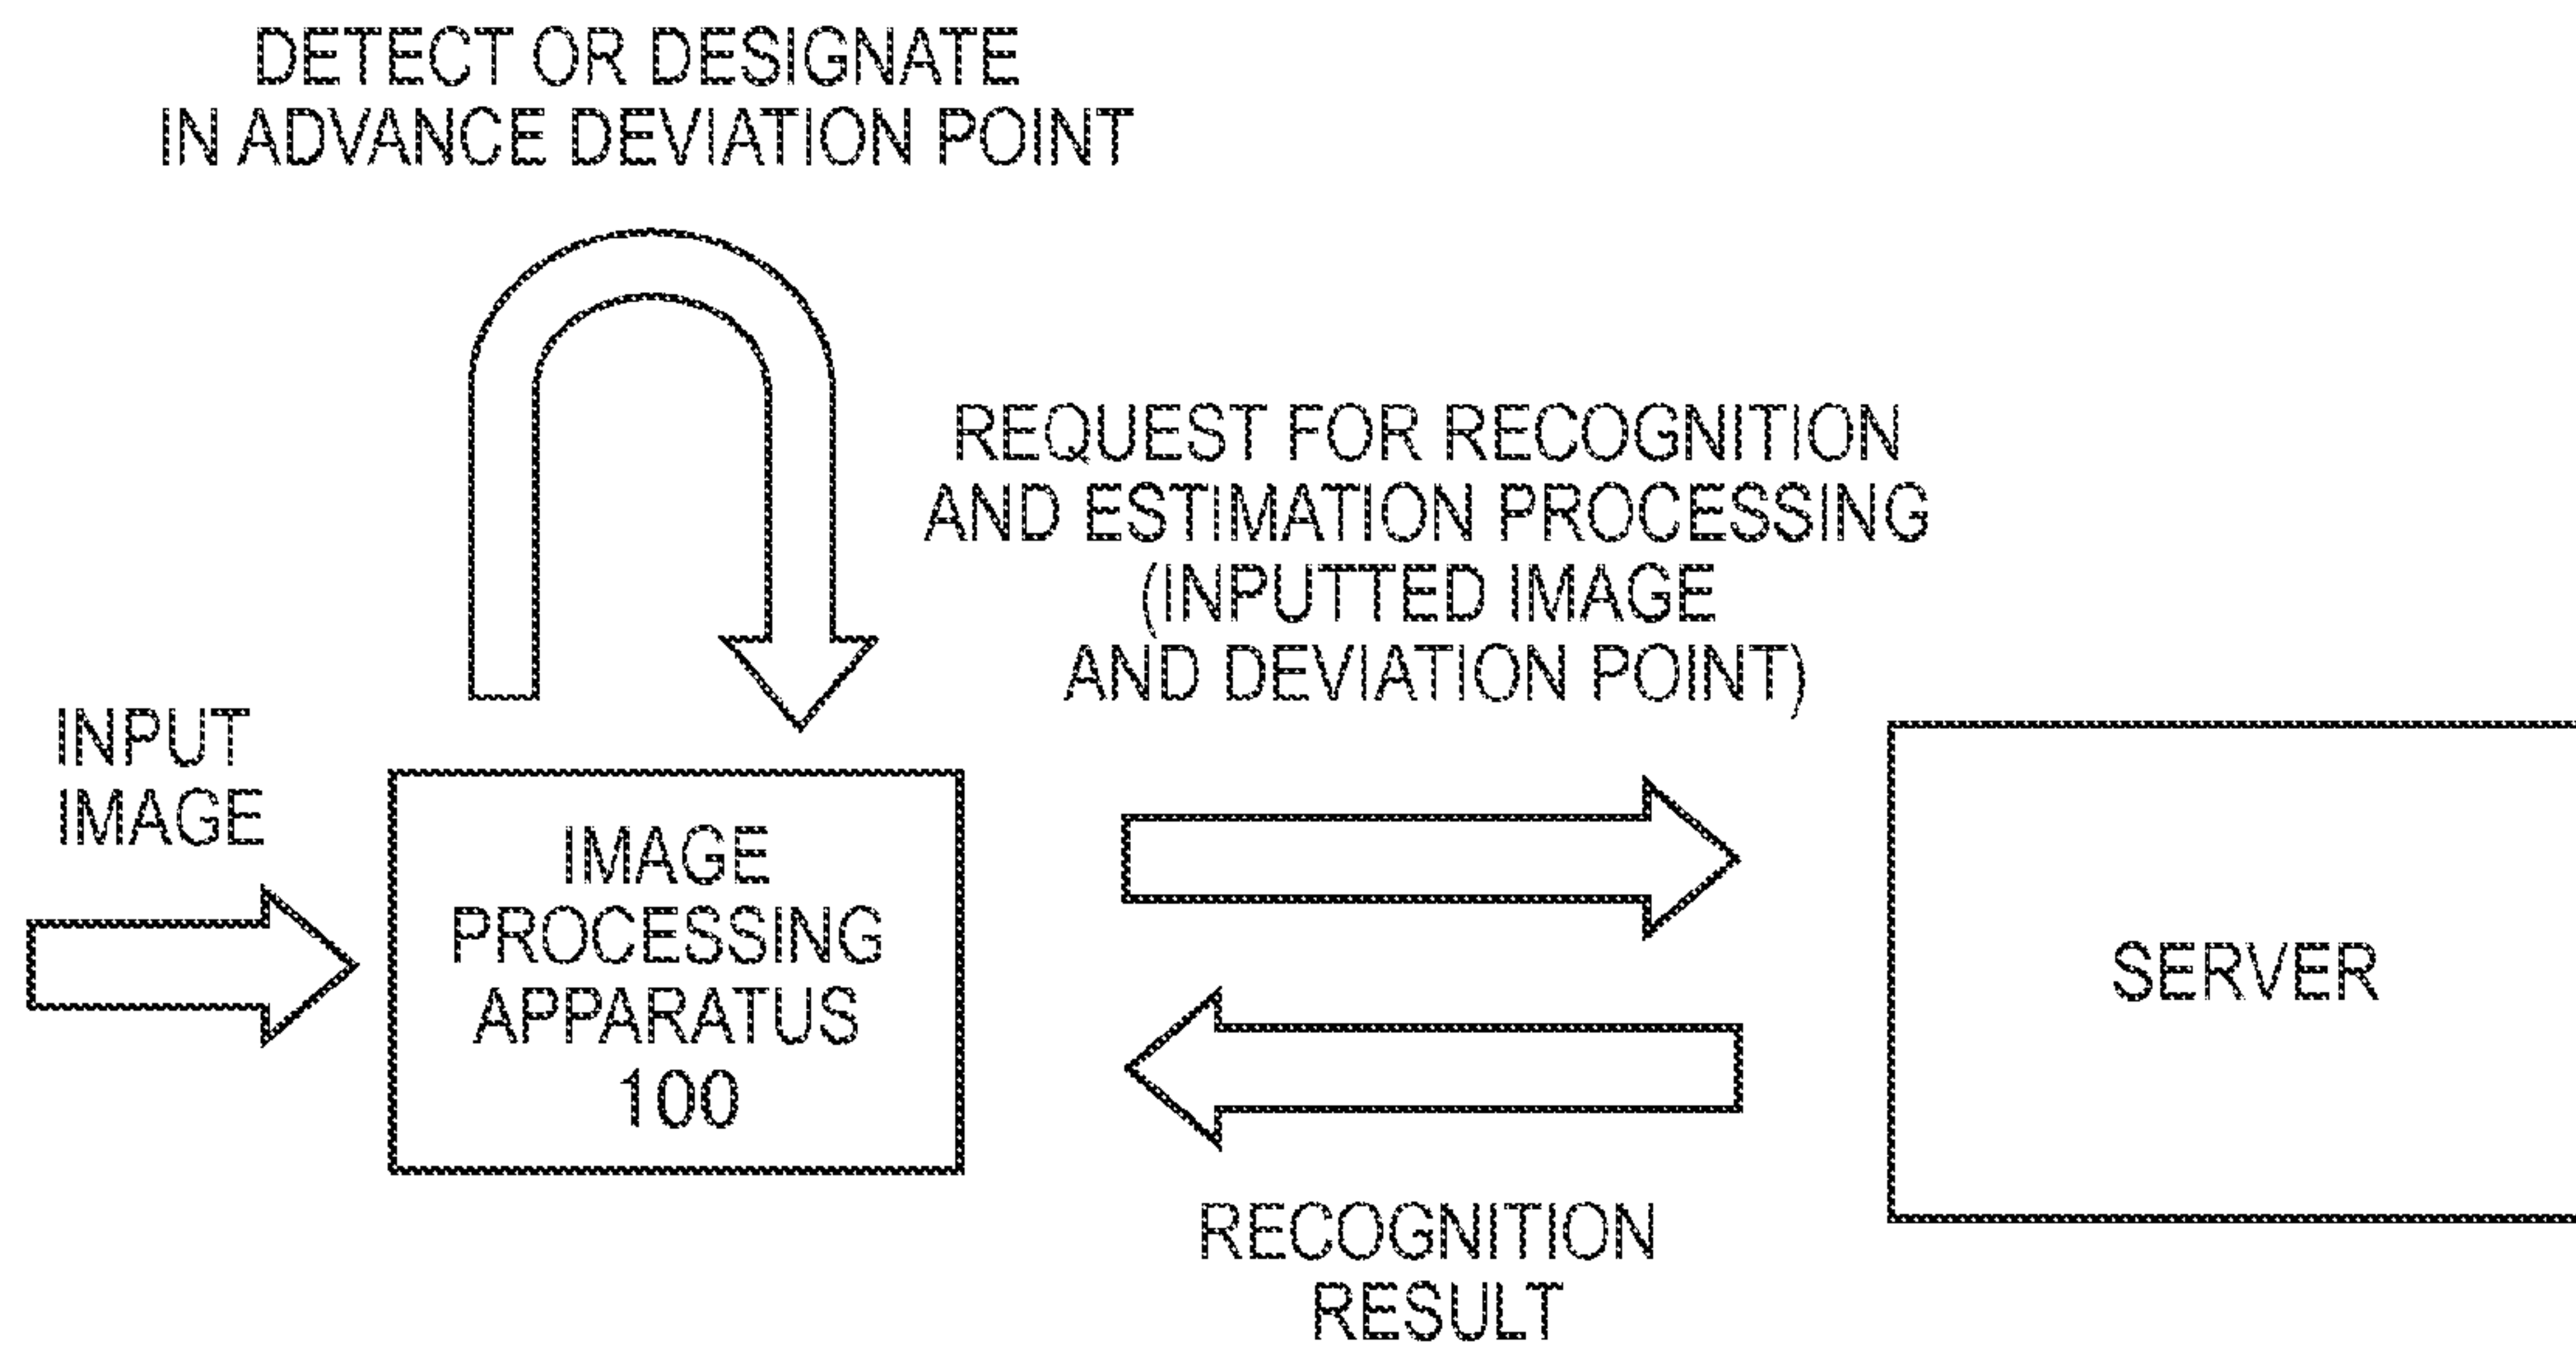 DETECT OR DESIGNATE
IN ADVANCE DEVIATION POINT
REQUEST FOR RECOGNITION
AND ESTIMATION PROCESSING
(INPUTTED IMAGE
AND DEVIATION POINT)
INPUT
IMAGE
IMAGE
PROCESSING
APPARATUS
100
SERVER
RECOGNITION
RESULT